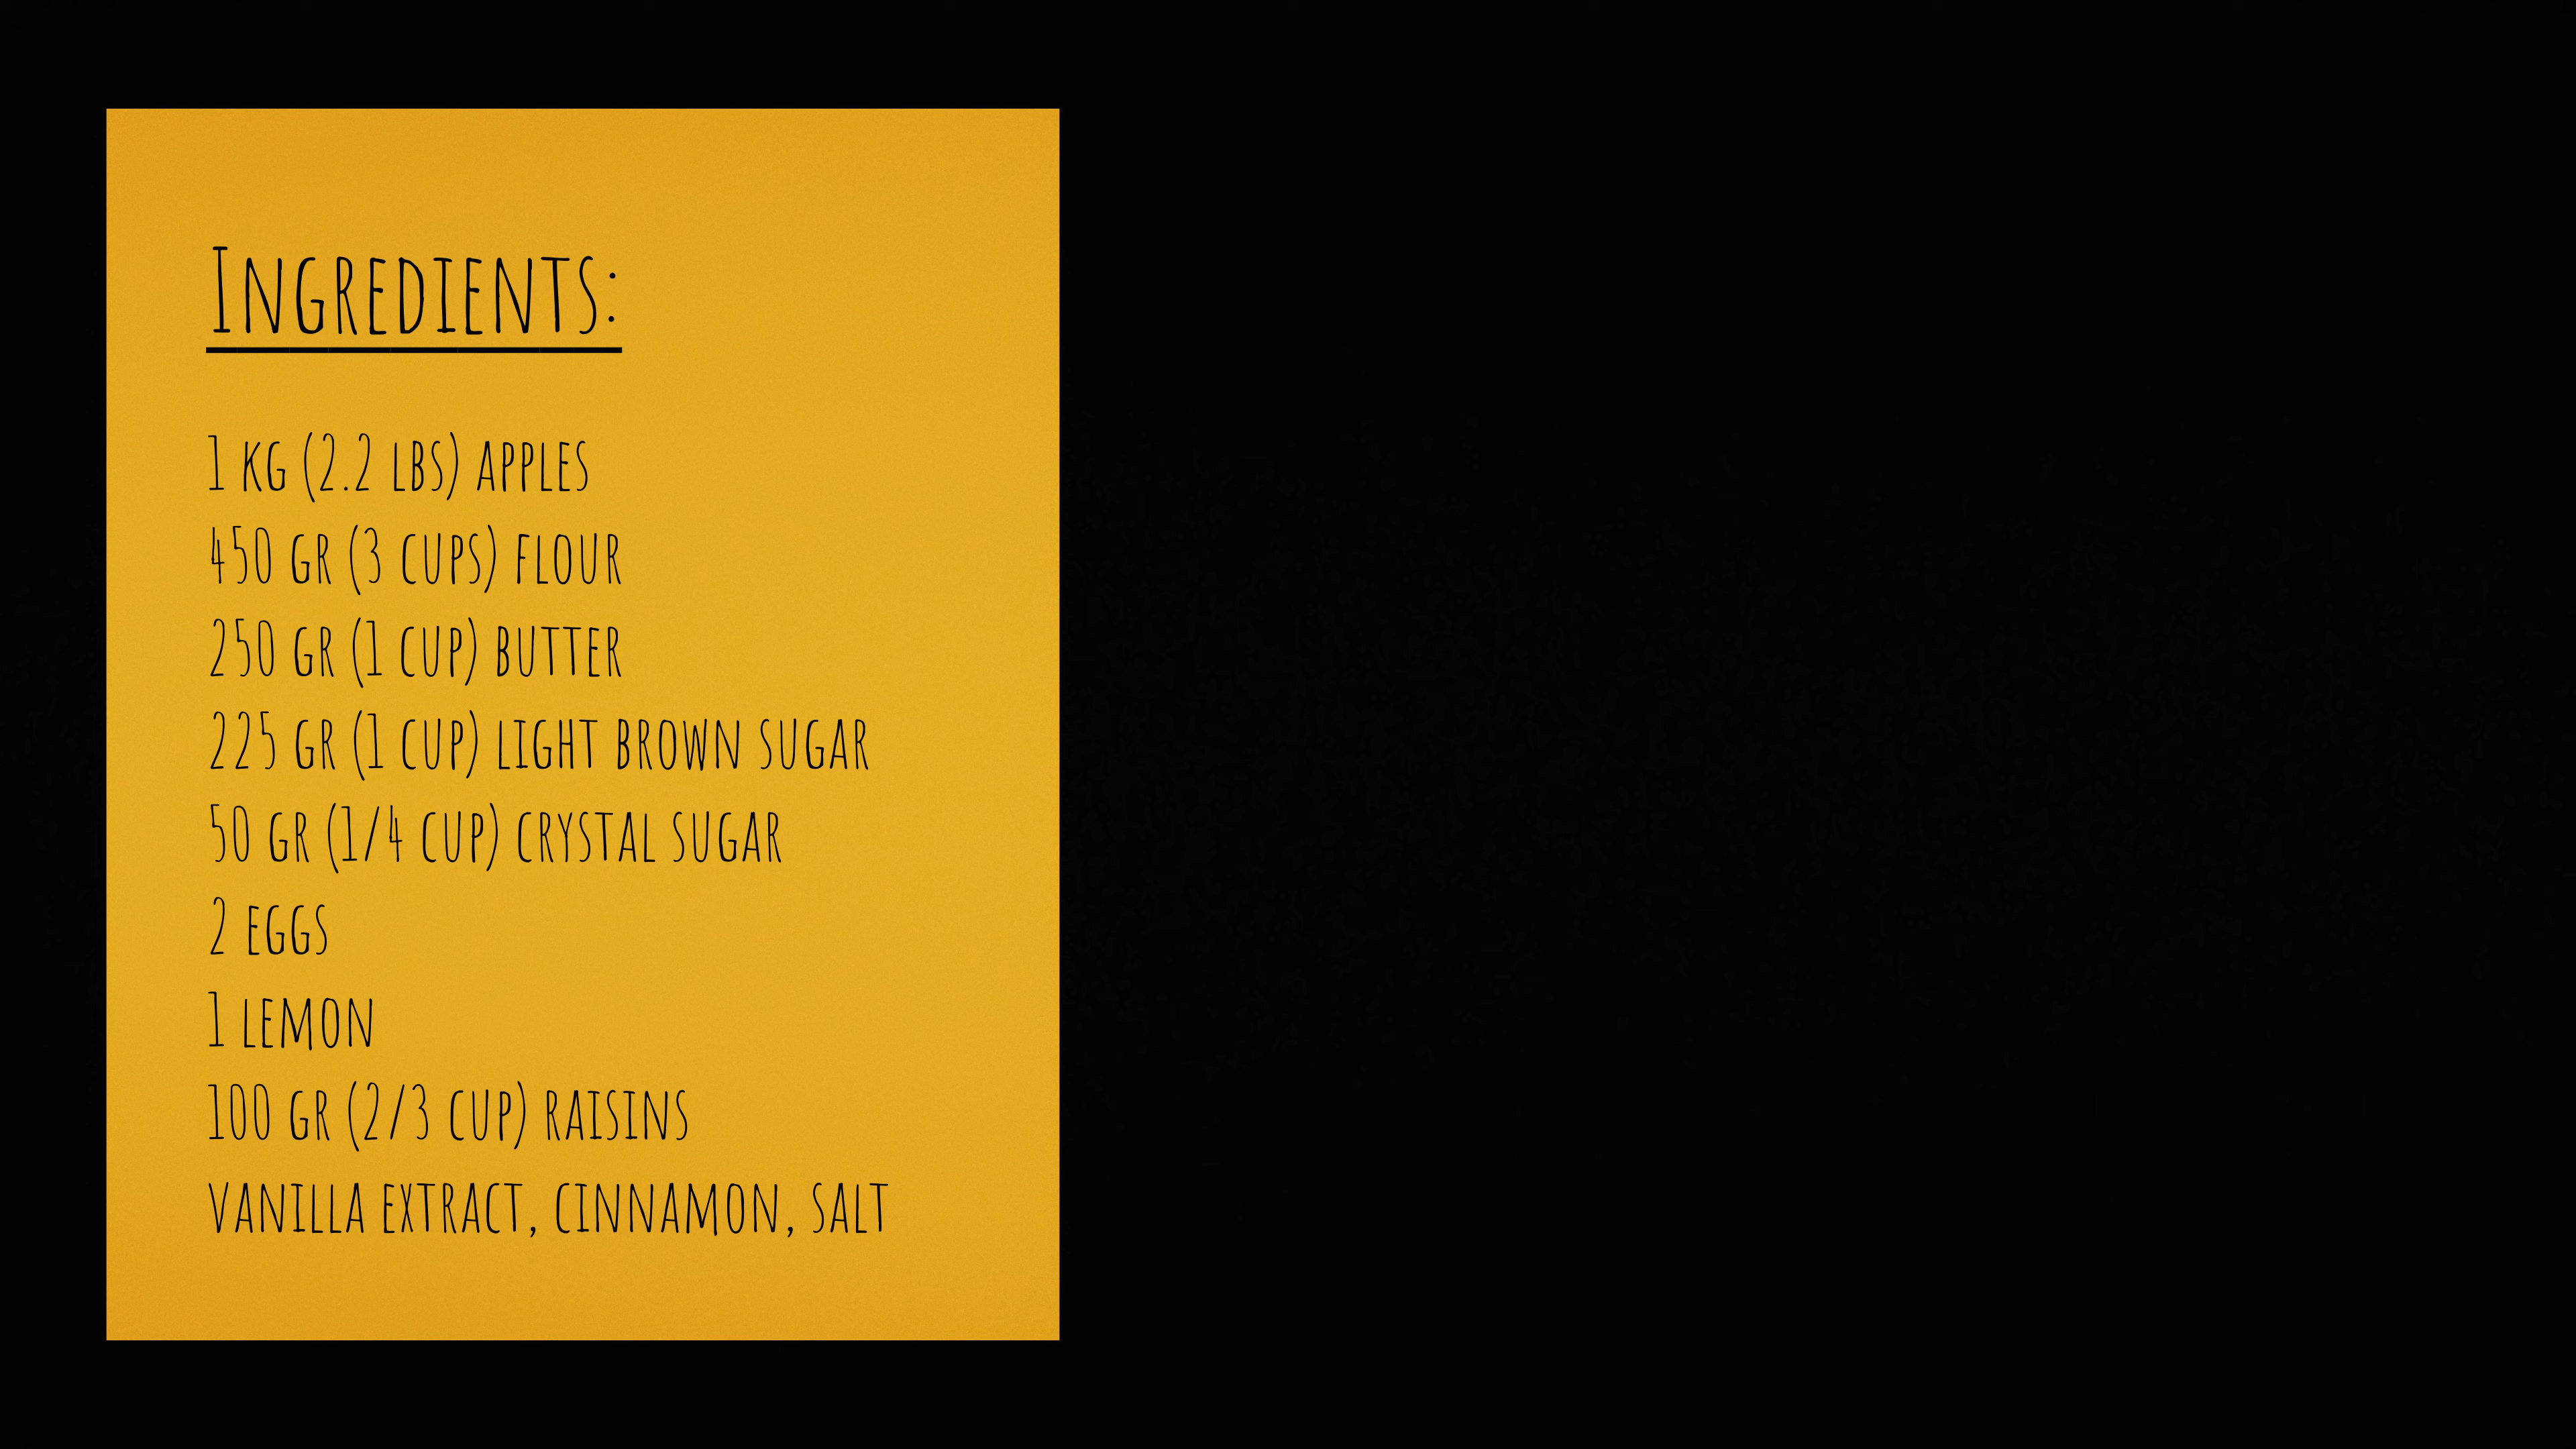 Ingredients:
1 kg (2.2 lbs) apples
450 gr (3 cups) flour
250 gr (1 cup) butter
225 gr (1 cup) light brown sugar
50 gr (1/4 cup) crystal sugar
2 eggs
1 lemon
100 gr (2/3 cup) raisins
vanilla extract, cinnamon, salt